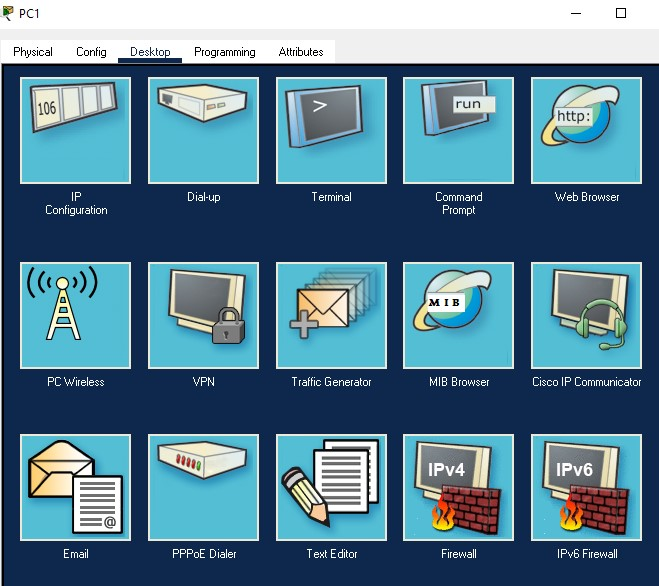 PC1
Physical Config Desktop Programming Attributes
106
>
run
http:
IP
Configuration
Dial-up
Terminal
Command
Prompt
Web Browser
MIB
PC Wireless
VPN
Traffic Generator
MIB Browser
Cisco IP Communicator
@
IPv4
IPv6
Email
PPPoE Dialer
Text Editor
Firewall
IPv6 Firewall